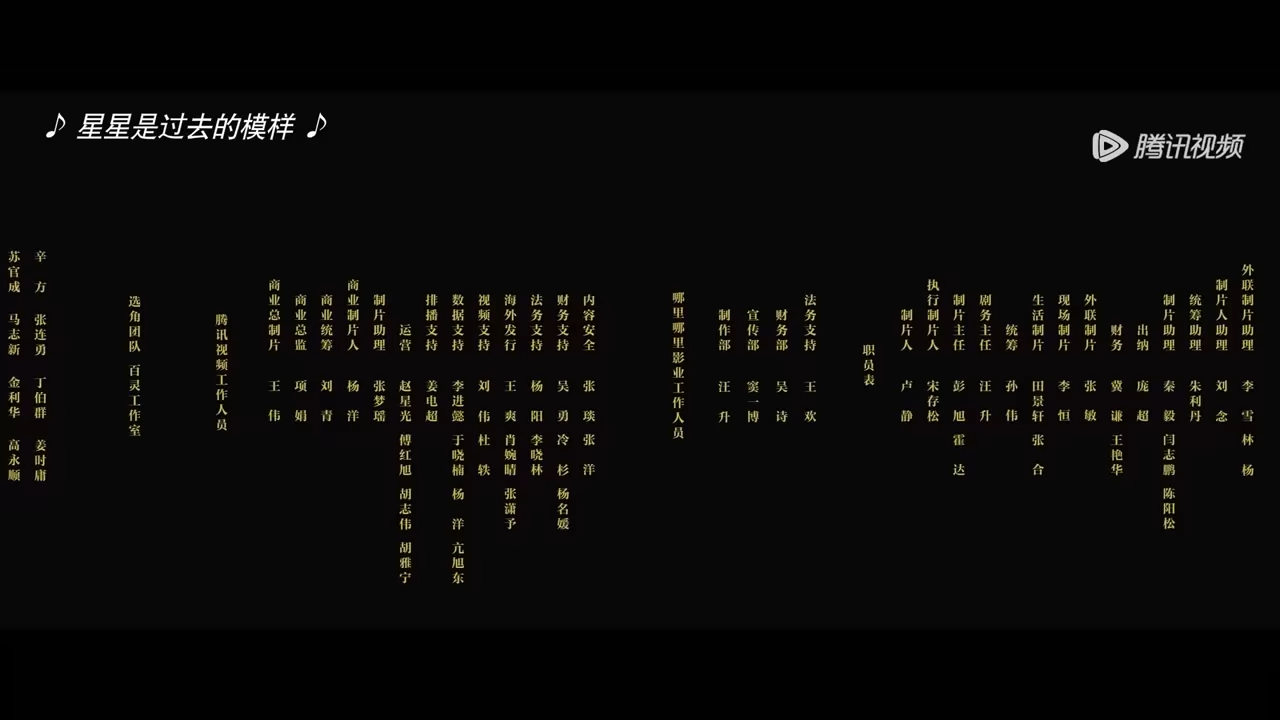 ♪ 星星是过去的模样 ♪
腾讯视频
苏官成 马志新 金利华 高永顺
辛方 张连勇 丁伯群 姜时庸
选角团队 百灵工作室
腾讯视频工作人员
商业总制片 王伟
商业总监 项娟
商业统筹 刘青
商业制片人 杨洋
制片助理 张梦瑶
运营 赵星光 傅红旭 胡志伟 胡雅宁
排播支持 姜电超
数据支持 李进懿 于晓楠 杨洋 亢旭东
视频支持 刘伟 杜轶
海外发行 王爽 肖婉晴 张潇予
法务支持 杨阳 李晓林
财务支持 吴勇 冷杉 杨名媛
内容安全 张琰 张洋
哪里哪里影业工作人员
制作部 汪升
宣传部 窦一博
财务部 吴诗
法务支持 王欢
职员表
制片人 卢静
执行制片人 宋存松
制片主任 彭旭 霍达
剧务主任 汪升
统筹 孙伟
生活制片 田景轩 张合
现场制片 李恒
外联制片 张敏
财务 冀谦 王艳华
出纳 庞超
制片助理 秦毅 闫志鹏 陈阳松
统筹助理 朱利丹
制片人助理 刘念
外联制片助理 李雪 林杨